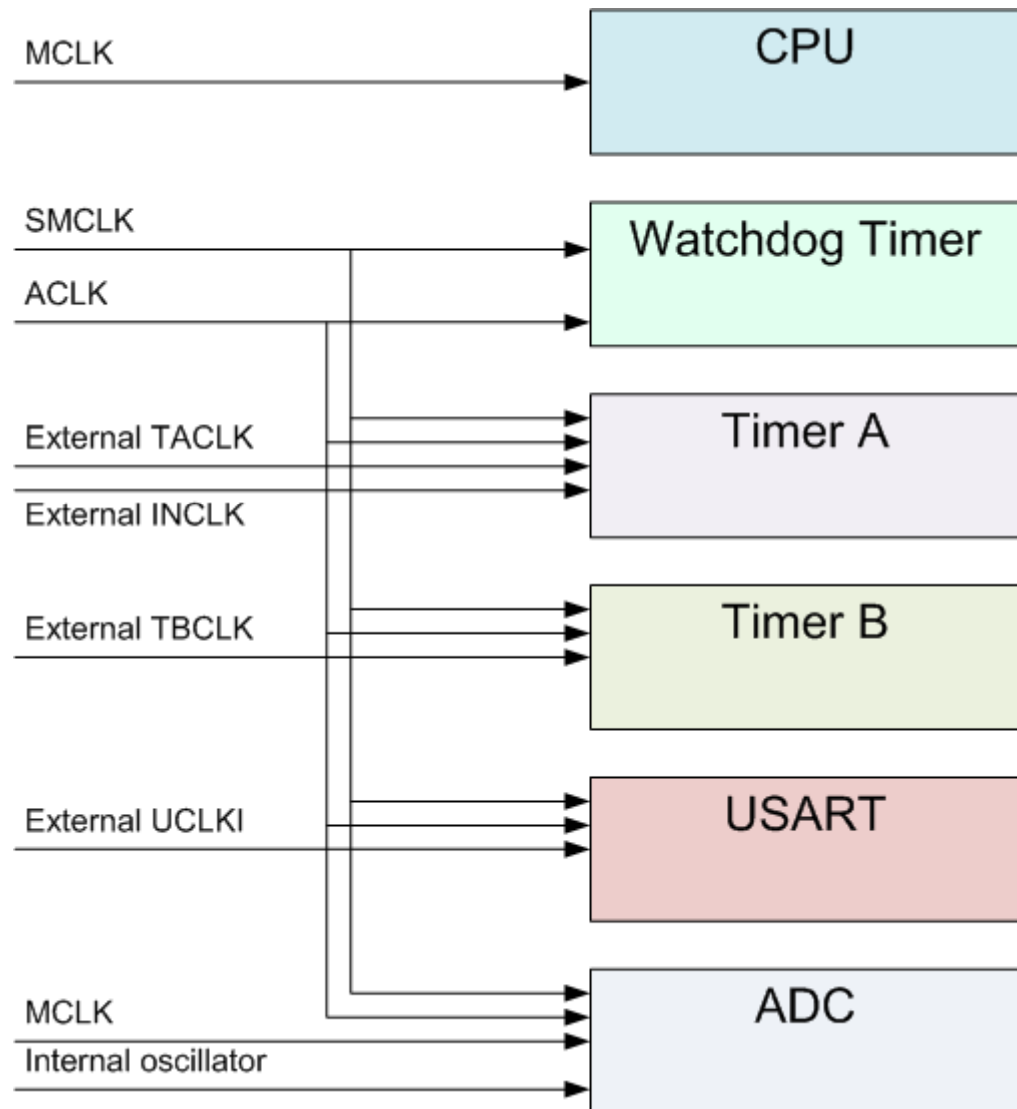 MCLK
CPU
SMCLK
Watchdog Timer
ACLK
External TACLK
Timer A
External INCLK
External TBCLK
Timer B
External UCLKI
USART
MCLK
ADC
Internal oscillator